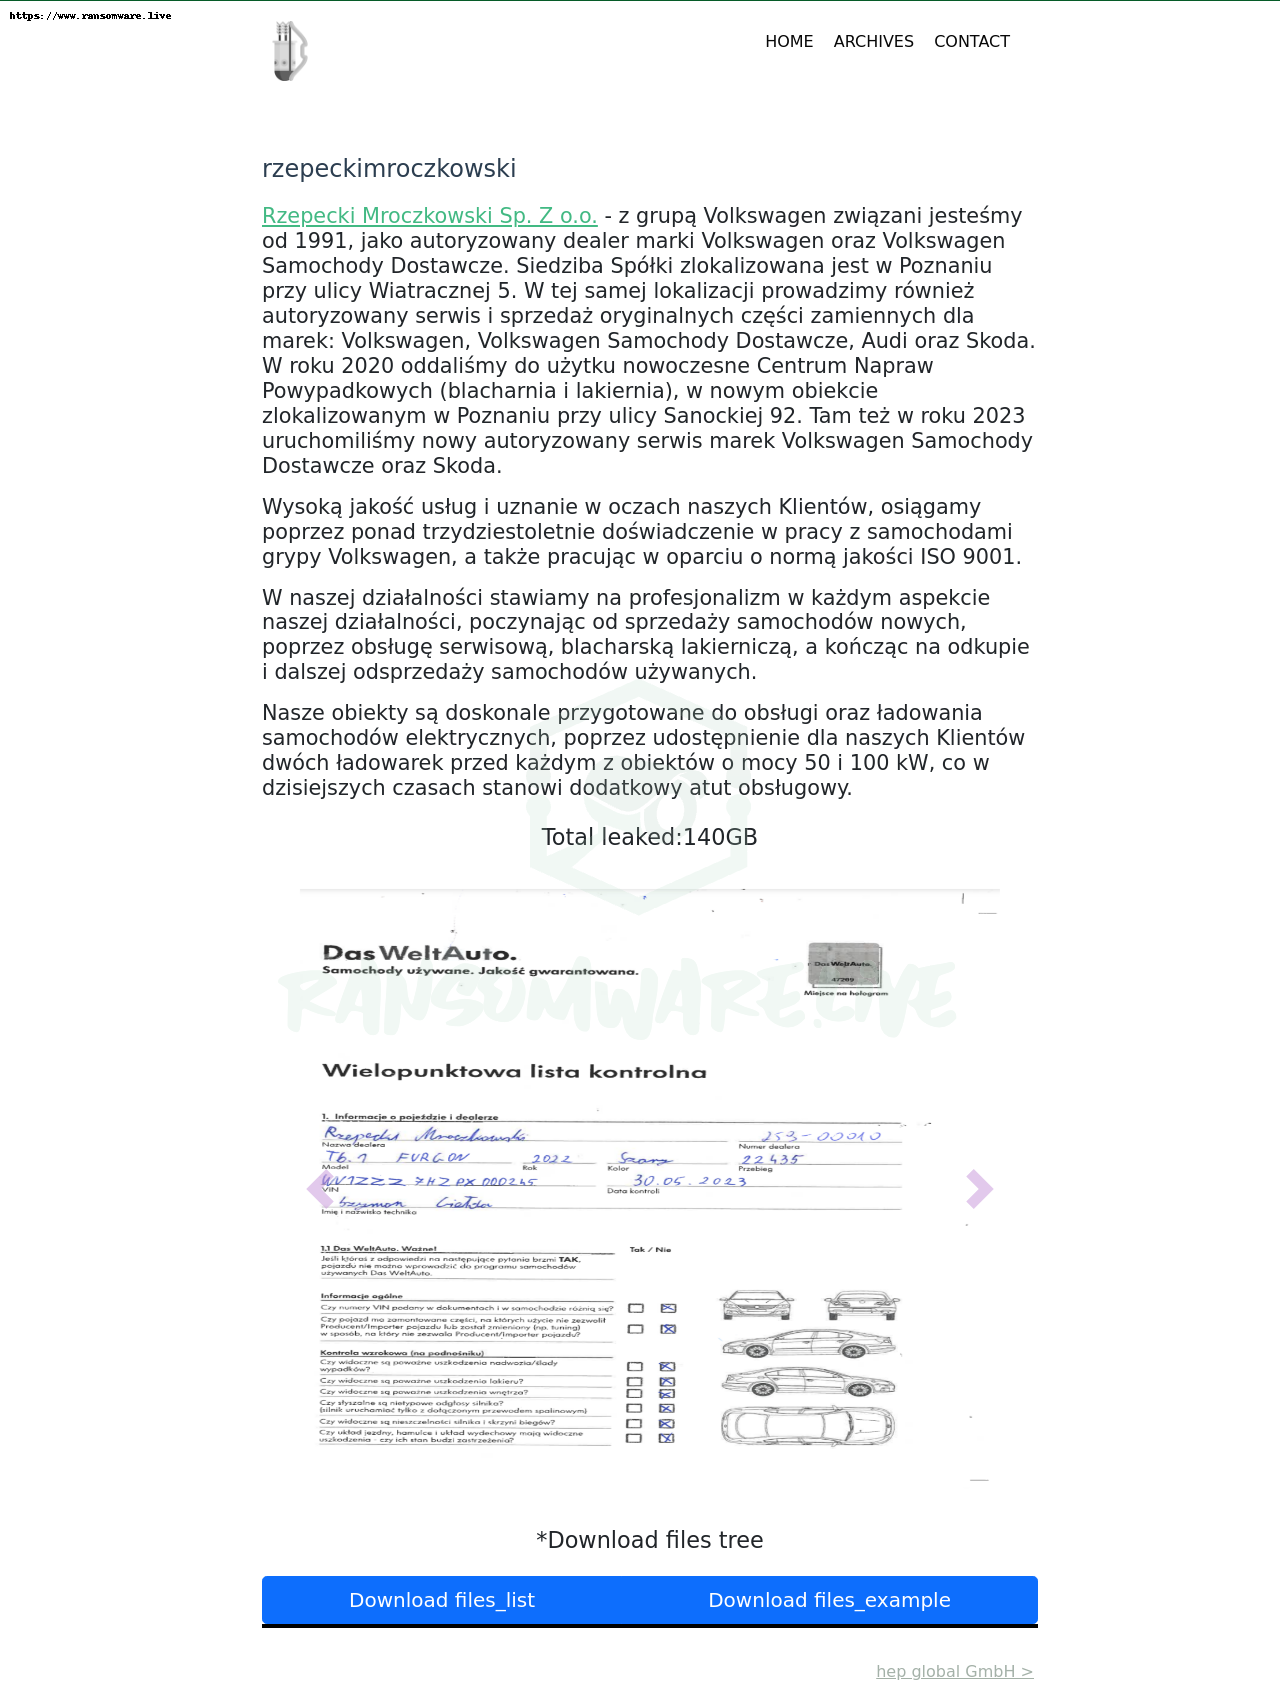 https://www.ransomware.live
HOME ARCHIVES CONTACT
rzepeckimroczkowski
Rzepecki Mroczkowski Sp. Z o.o. - z grupą Volkswagen związani jesteśmy
od 1991, jako autoryzowany dealer marki Volkswagen oraz Volkswagen
Samochody Dostawcze. Siedziba Spółki zlokalizowana jest w Poznaniu
przy ulicy Wiatracznej 5. W tej samej lokalizacji prowadzimy również
autoryzowany serwis i sprzedaż oryginalnych części zamiennych dla
marek: Volkswagen, Volkswagen Samochody Dostawcze, Audi oraz Skoda.
W roku 2020 oddaliśmy do użytku nowoczesne Centrum Napraw
Powypadkowych (blacharnia i lakiernia), w nowym obiekcie
zlokalizowanym w Poznaniu przy ulicy Sanockiej 92. Tam też w roku 2023
uruchomiliśmy nowy autoryzowany serwis marek Volkswagen Samochody
Dostawcze oraz Skoda.
Wysoką jakość usług i uznanie w oczach naszych Klientów, osiągamy
poprzez ponad trzydziestoletnie doświadczenie w pracy z samochodami
grypy Volkswagen, a także pracując w oparciu o normą jakości ISO 9001.
W naszej działalności stawiamy na profesjonalizm w każdym aspekcie
naszej działalności, poczynając od sprzedaży samochodów nowych,
poprzez obsługę serwisową, blacharską lakierniczą, a kończąc na odkupie
i dalszej odsprzedaży samochodów używanych.
Nasze obiekty są doskonale przygotowane do obsługi oraz ładowania
samochodów elektrycznych, poprzez udostępnienie dla naszych Klientów
dwóch ładowarek przed każdym z obiektów o mocy 50 i 100 kW, co w
dzisiejszych czasach stanowi dodatkowy atut obsługowy.
Total leaked:140GB
Das WeltAuto.
Samochody używane. Jakość gwarantowana.
Das WeltAuto.
47209
Miejsce na hologram
RANSOMWARE.LIVE
Wielopunktowa lista kontrolna
1. Informacje o pojeździe i dealerze
Rzepecki Mroczkowski 259-00010
Nazwa dealera Numer dealera
T6.1 FURGON 2022 Szary 22435
Model Rok Kolor Przebieg
30.05.2023
VIN Data kontroli
Szymon
Imię i nazwisko technika
1.1 Das WeltAuto. Ważne! Tak / Nie
Jeśli któraś z odpowiedzi na następujące pytania brzmi TAK,
pojazdu nie można wprowadzić do programu samochodów
używanych Das WeltAuto.
Informacje ogólne
Czy numery VIN podany w dokumentach i w samochodzie różnią się?
Czy pojazd ma zamontowane części, na których użycie nie zezwolił
Producent/Importer pojazdu lub został zmieniony (np. tuning)
w sposób, na który nie zezwala Producent/Importer pojazdu?
Kontrola wzrokowa (na podnośniku)
Czy widoczne są poważne uszkodzenia nadwozia/ślady
wypadków?
Czy widoczne są poważne uszkodzenia lakieru?
Czy widoczne są poważne uszkodzenia wnętrza?
Czy słyszalne są nietypowe odgłosy silnika?
(silnik uruchamiać tylko z dołączonym przewodem spalinowym)
Czy widoczne są nieszczelności silnika i skrzyni biegów?
Czy układ jezdny, hamulce i układ wydechowy mają widoczne
uszkodzenia - czy ich stan budzi zastrzeżenia?
*Download files tree
Download files_list Download files_example
hep global GmbH >